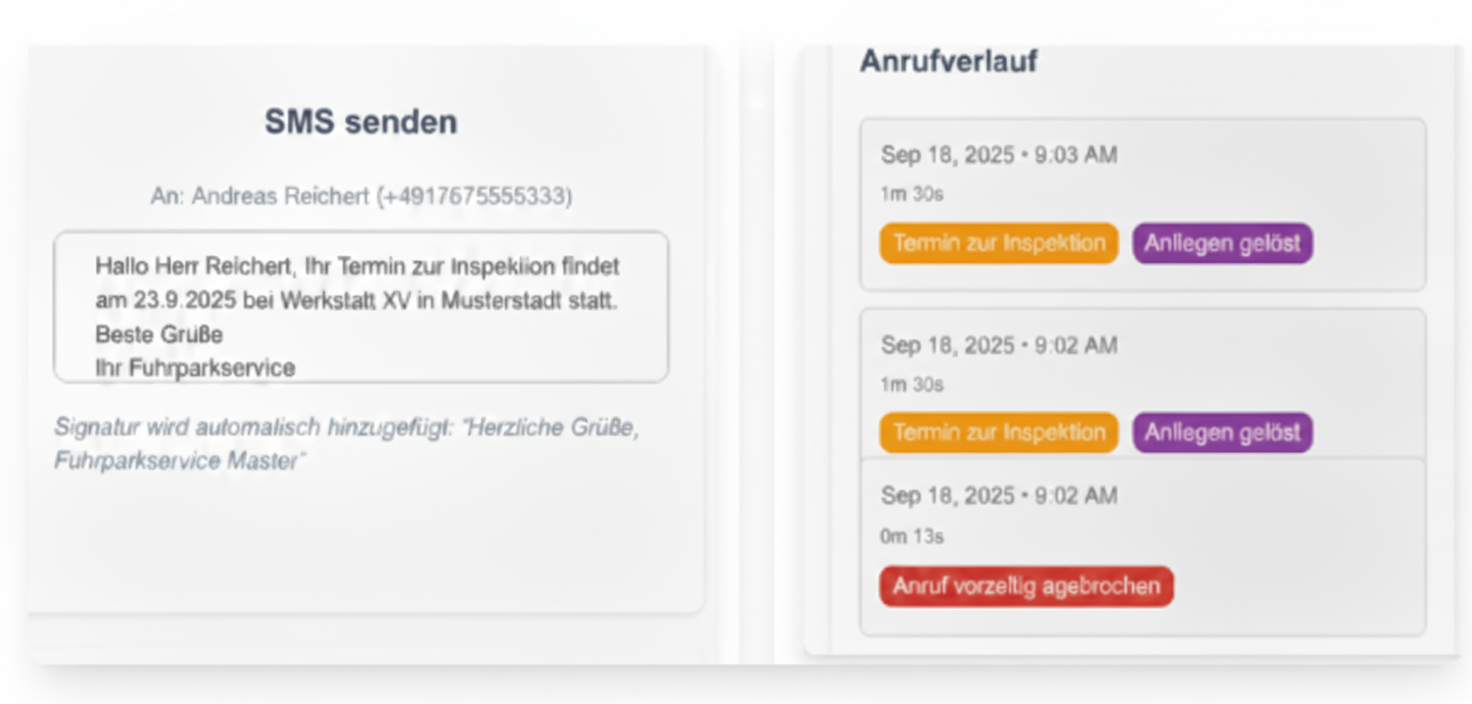 SMS senden
An: Andreas Reichert (+4917675555333)
Hallo Herr Reichert, Ihr Termin zur Inspekliion findet
am 23.9.2025 bei Werkstatt XV in Musterstadt statt.
Beste Grüße
Ihr Fuhrparkservice
Signatur wird automalisch hinzugefügt: "Herzliche Grüße,
Fuhrparkservice Master"
Anrufverlauf
Sep 18, 2025 • 9:03 AM
1m 30s
Termin zur Inspektion Anllegen gelöst
Sep 18, 2025 • 9:02 AM
1m 30s
Termin zur Inspektion Anllegen gelöst
Sep 18, 2025 • 9:02 AM
0m 13s
Anruf vorzeltig agebrochen